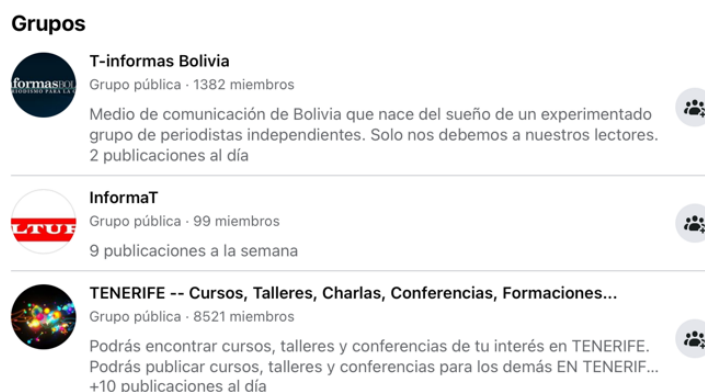 Grupos
T-informas Bolivia
Grupo pública · 1382 miembros
Medio de comunicación de Bolivia que nace del sueño de un experimentado
grupo de periodistas independientes. Solo nos debemos a nuestros lectores.
2 publicaciones al día
InformaT
Grupo pública · 99 miembros
9 publicaciones a la semana
TENERIFE -- Cursos, Talleres, Charlas, Conferencias, Formaciones...
Grupo pública · 8521 miembros
Podrás encontrar cursos, talleres y conferencias de tu interés en TENERIFE.
Podrás publicar cursos, talleres y conferencias para los demás EN TENERIF...
+10 publicaciones al día